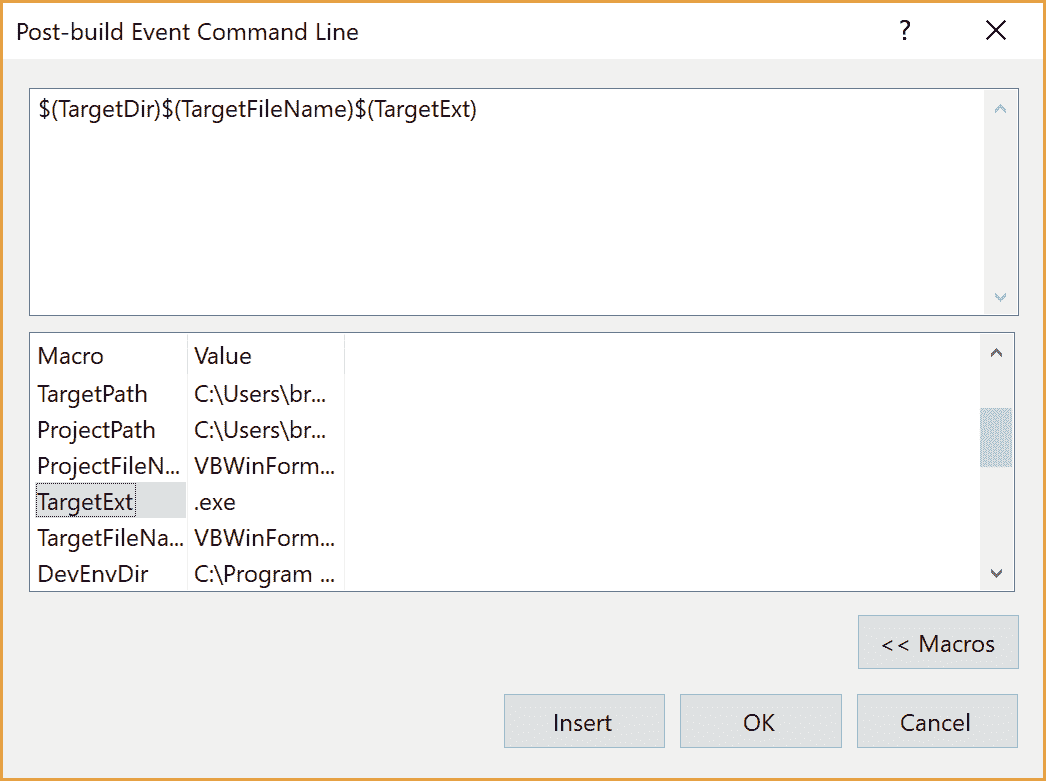 Post-build Event Command Line ? ×
$(TargetDir)$(TargetFileName)$(TargetExt)
Macro Value
TargetPath C:\Users\br...
ProjectPath C:\Users\br...
ProjectFileN... VBWinForm...
TargetExt .exe
TargetFileNa... VBWinForm...
DevEnvDir C:\Program ...
<< Macros
Insert OK Cancel